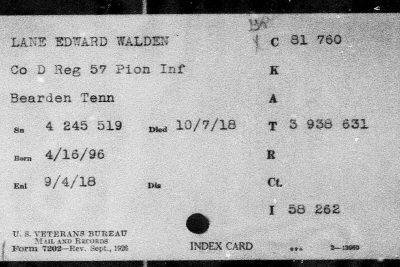 LANE EDWARD WALDEN C 81 760
Co D Reg 57 Pion Inf K
Bearden Tenn A
Sn 4 245 519 Died 10/7/18 T 3 938 631
Born 4/16/96 R
Enl 9/4/18 Dis Ct.
I 58 262
U. S. VETERANS BUREAU
MAIL AND RECORDS
Form 7202—Rev. Sept., 1926 INDEX CARD 2—13960